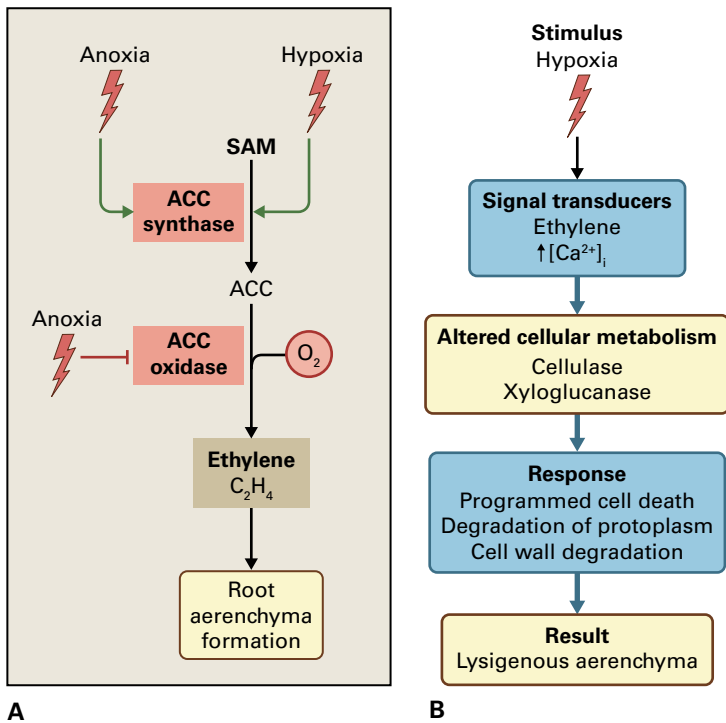 Anoxia
Hypoxia
SAM
ACC
synthase
ACC
Anoxia
ACC
oxidase
O₂
Ethylene
C₂H₄
Root
aerenchyma
formation
A
Stimulus
Hypoxia
Signal transducers
Ethylene
↑[Ca²⁺]ᵢ
Altered cellular metabolism
Cellulase
Xyloglucanase
Response
Programmed cell death
Degradation of protoplasm
Cell wall degradation
Result
Lysigenous aerenchyma
B